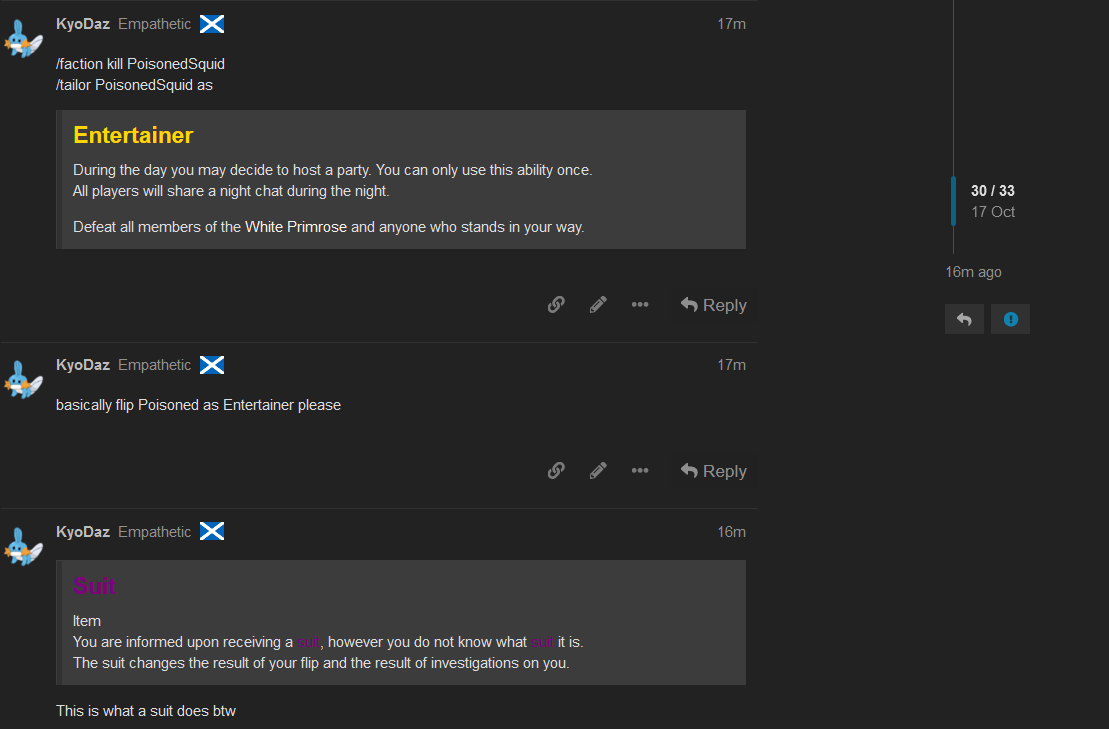 KyoDaz Empathetic 17m
/faction kill PoisonedSquid
/tailor PoisonedSquid as
Entertainer
During the day you may decide to host a party. You can only use this ability once.
All players will share a night chat during the night.
Defeat all members of the White Primrose and anyone who stands in your way.
Reply
KyoDaz Empathetic 17m
basically flip Poisoned as Entertainer please
Reply
KyoDaz Empathetic 16m
Suit
Item
You are informed upon receiving a suit, however you do not know what suit it is.
The suit changes the result of your flip and the result of investigations on you.
This is what a suit does btw
30 / 33
17 Oct
16m ago